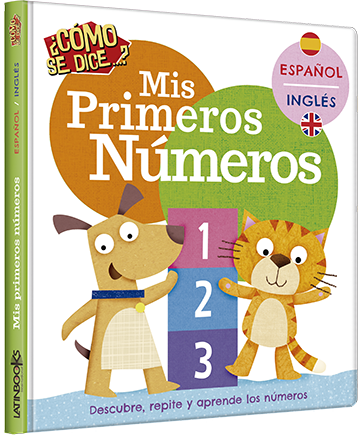 ¿CÓMO
SE DICE...?
Mis
Primeros
Números
ESPAÑOL
INGLÉS
1
2
3
Descubre, repite y aprende los números
ESPAÑOL / INGLÉS
Mis primeros números
LATINBOOKS